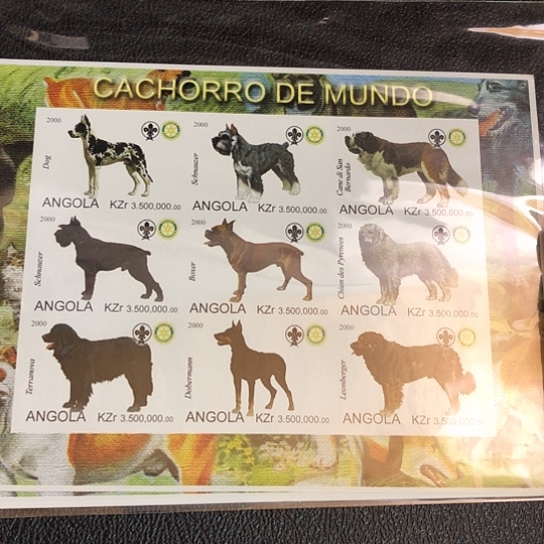 CACHORRO DE MUNDO
2000
Dog
ANGOLA KZr 3.500,000.00
2000
Schnauzer
ANGOLA KZr 3.500,000.00
2000
Cane di San
Bernardo
ANGOLA KZr 3.500,000.00
2000
Schnauzer
ANGOLA KZr 3.500,000.00
2000
Boxer
ANGOLA KZr 3.500,000.00
2000
Chien des Pyrenees
ANGOLA KZr 3.500,000.00
2000
Terranova
ANGOLA KZr 3.500,000.00
2000
Dobermann
ANGOLA KZr 3.500,000.00
2000
Leonberger
ANGOLA KZr 3.500,000.00